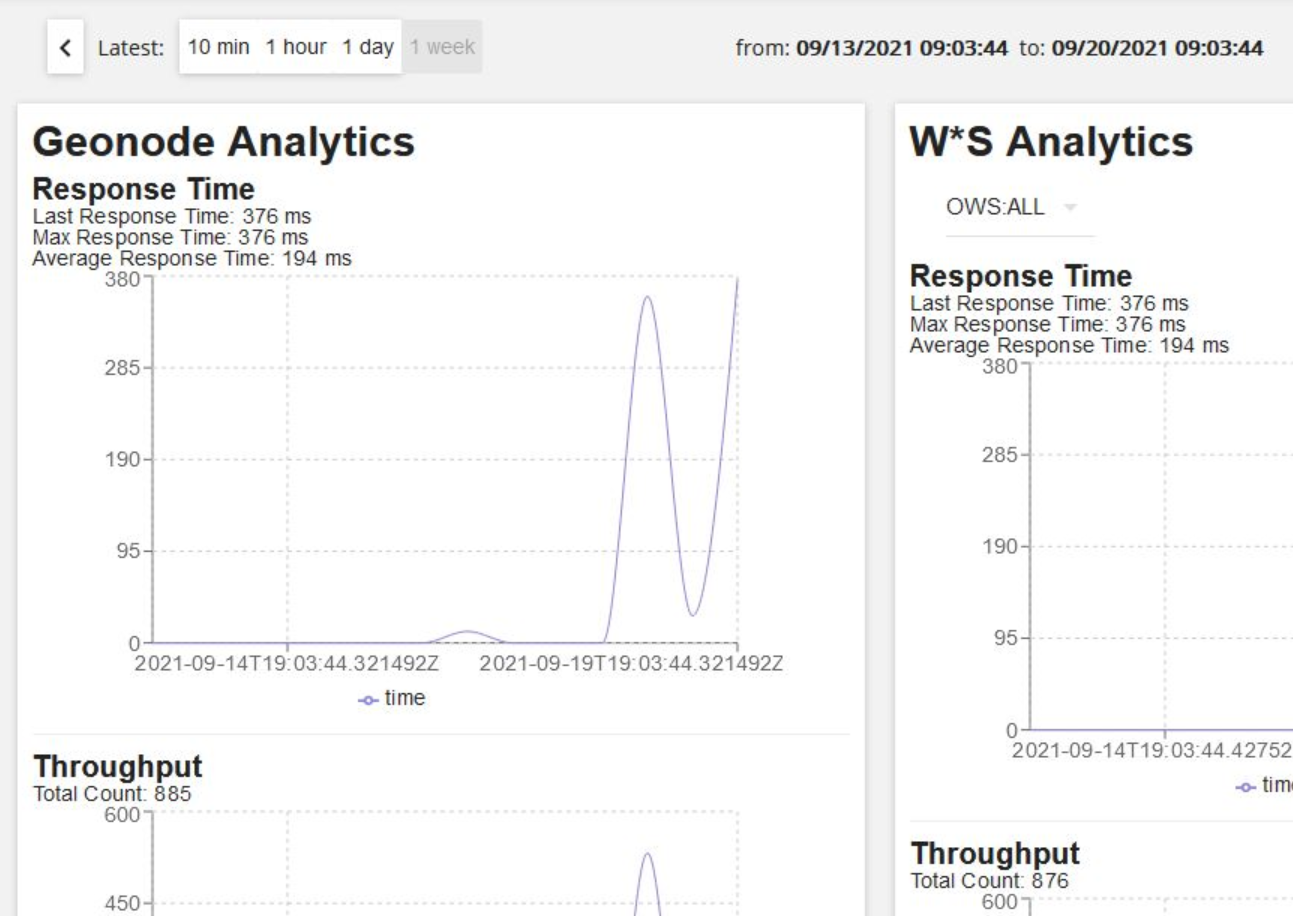 Latest: 10 min 1 hour 1 day 1 week
from: 09/13/2021 09:03:44 to: 09/20/2021 09:03:44
Geonode Analytics
Response Time
Last Response Time: 376 ms
Max Response Time: 376 ms
Average Response Time: 194 ms
380
285
190
95
0
2021-09-14T19:03:44.321492Z 2021-09-19T19:03:44.321492Z
time
Throughput
Total Count: 885
600
450
W*S Analytics
OWS:ALL
Response Time
Last Response Time: 376 ms
Max Response Time: 376 ms
Average Response Time: 194 ms
380
285
190
95
0
2021-09-14T19:03:44.42752
time
Throughput
Total Count: 876
600